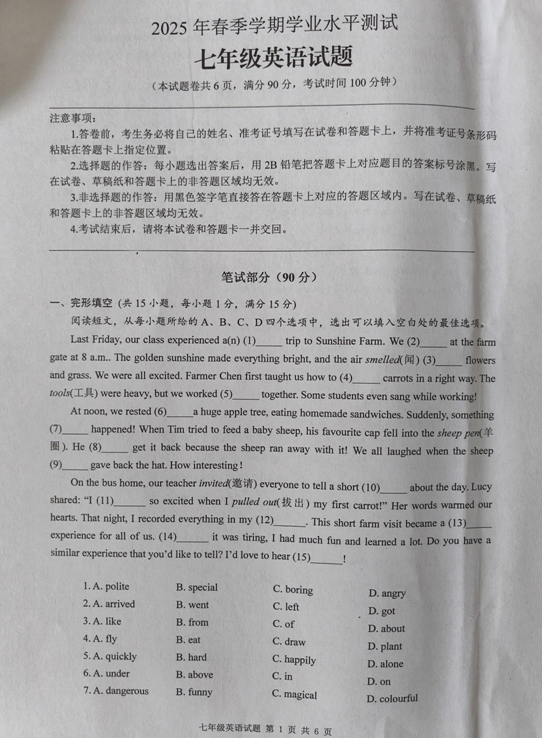 2025 年春季学期学业水平测试
七年级英语试题
（本试题卷共 6 页，满分 90 分，考试时间 100 分钟）
注意事项：
1.答卷前，考生务必将自己的姓名、准考证号填写在试卷和答题卡上，并将准考证号条形码
粘贴在答题卡上指定位置。
2.选择题的作答：每小题选出答案后，用 2B 铅笔把答题卡上对应题目的答案标号涂黑。写
在试卷、草稿纸和答题卡上的非答题区域均无效。
3.非选择题的作答：用黑色签字笔直接答在答题卡上对应的答题区域内。写在试卷、草稿纸
和答题卡上的非答题区域均无效。
4.考试结束后，请将本试卷和答题卡一并交回。
笔试部分（90 分）
一、完形填空 (共 15 小题，每小题 1 分，满分 15 分)
阅读短文，从每小题所给的 A、B、C、D 四个选项中，选出可以填入空白处的最佳选项。
Last Friday, our class experienced a(n) (1)_____ trip to Sunshine Farm. We (2)_____ at the farm
gate at 8 a.m.. The golden sunshine made everything bright, and the air smelled(闻) (3)_____ flowers
and grass. We were all excited. Farmer Chen first taught us how to (4)_____ carrots in a right way. The
tools(工具) were heavy, but we worked (5)_____ together. Some students even sang while working!
At noon, we rested (6)_____ a huge apple tree, eating homemade sandwiches. Suddenly, something
(7)_____ happened! When Tim tried to feed a baby sheep, his favourite cap fell into the sheep pen(羊
圈). He (8)_____ get it back because the sheep ran away with it! We all laughed when the sheep
(9)_____ gave back the hat. How interesting!
On the bus home, our teacher invited(邀请) everyone to tell a short (10)_____ about the day. Lucy
shared: “I (11)_____ so excited when I pulled out(拔出) my first carrot!” Her words warmed our
hearts. That night, I recorded everything in my (12)_____. This short farm visit became a (13)_____
experience for all of us. (14)_____ it was tiring, I had much fun and learned a lot. Do you have a
similar experience that you’d like to tell? I’d love to hear (15)_____!
1. A. polite B. special C. boring D. angry
2. A. arrived B. went C. left D. got
3. A. like B. from C. of D. about
4. A. fly B. eat C. draw D. plant
5. A. quickly B. hard C. happily D. alone
6. A. under B. above C. in D. on
7. A. dangerous B. funny C. magical D. colourful
七年级英语试题 第 1 页 共 6 页